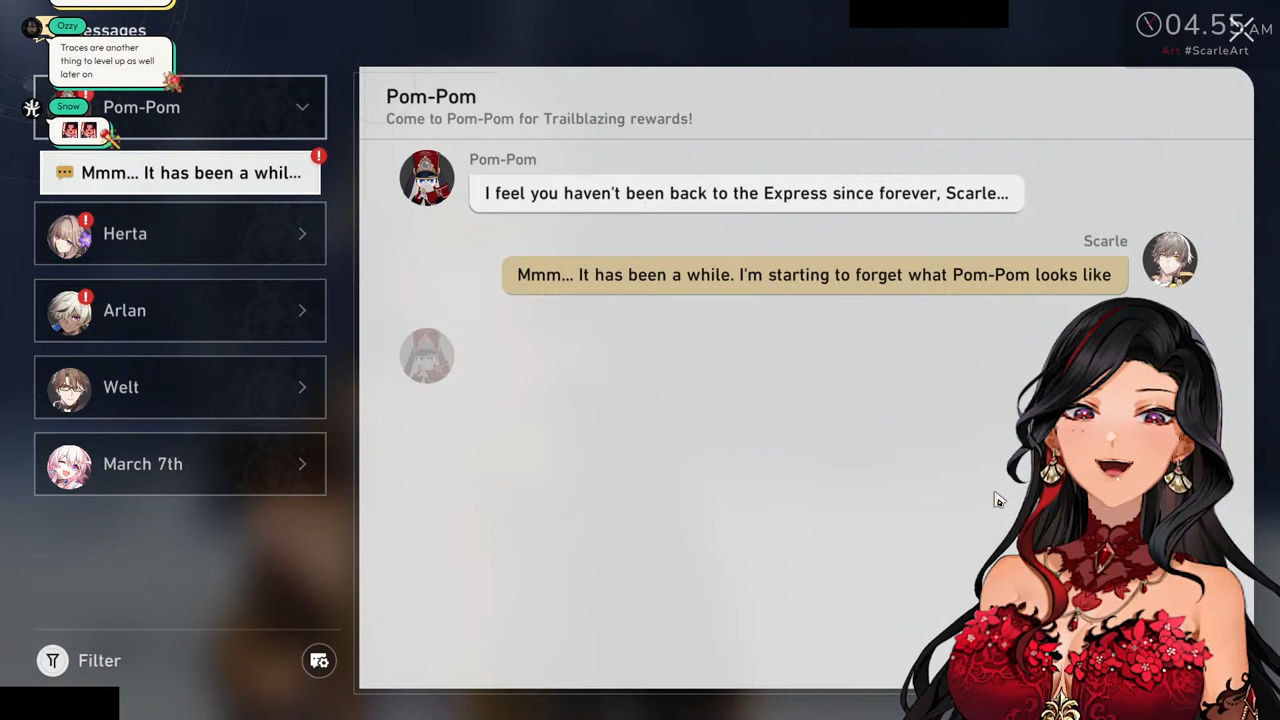 Ozzy
essages
Traces are another
thing to level up as well
later on
Snow
Pom-Pom
Mmm... It has been a whil...
Herta
Arlan
Welt
March 7th
Filter
04.55 AM
Art #ScarleArt
Pom-Pom
Come to Pom-Pom for Trailblazing rewards!
Pom-Pom
I feel you haven't been back to the Express since forever, Scarle...
Scarle
Mmm... It has been a while. I'm starting to forget what Pom-Pom looks like